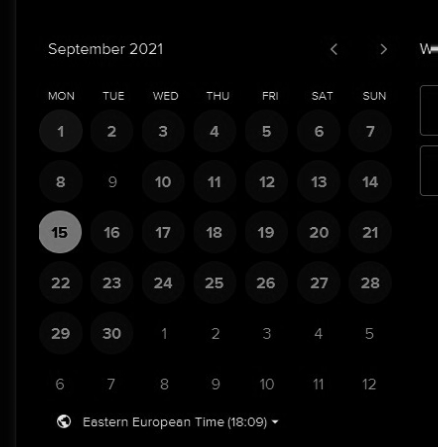 September 2021
MON TUE WED THU FRI SAT SUN
1 2 3 4 5 6 7
8 9 10 11 12 13 14
15 16 17 18 19 20 21
22 23 24 25 26 27 28
29 30 1 2 3 4 5
6 7 8 9 10 11 12
Eastern European Time (18:09)